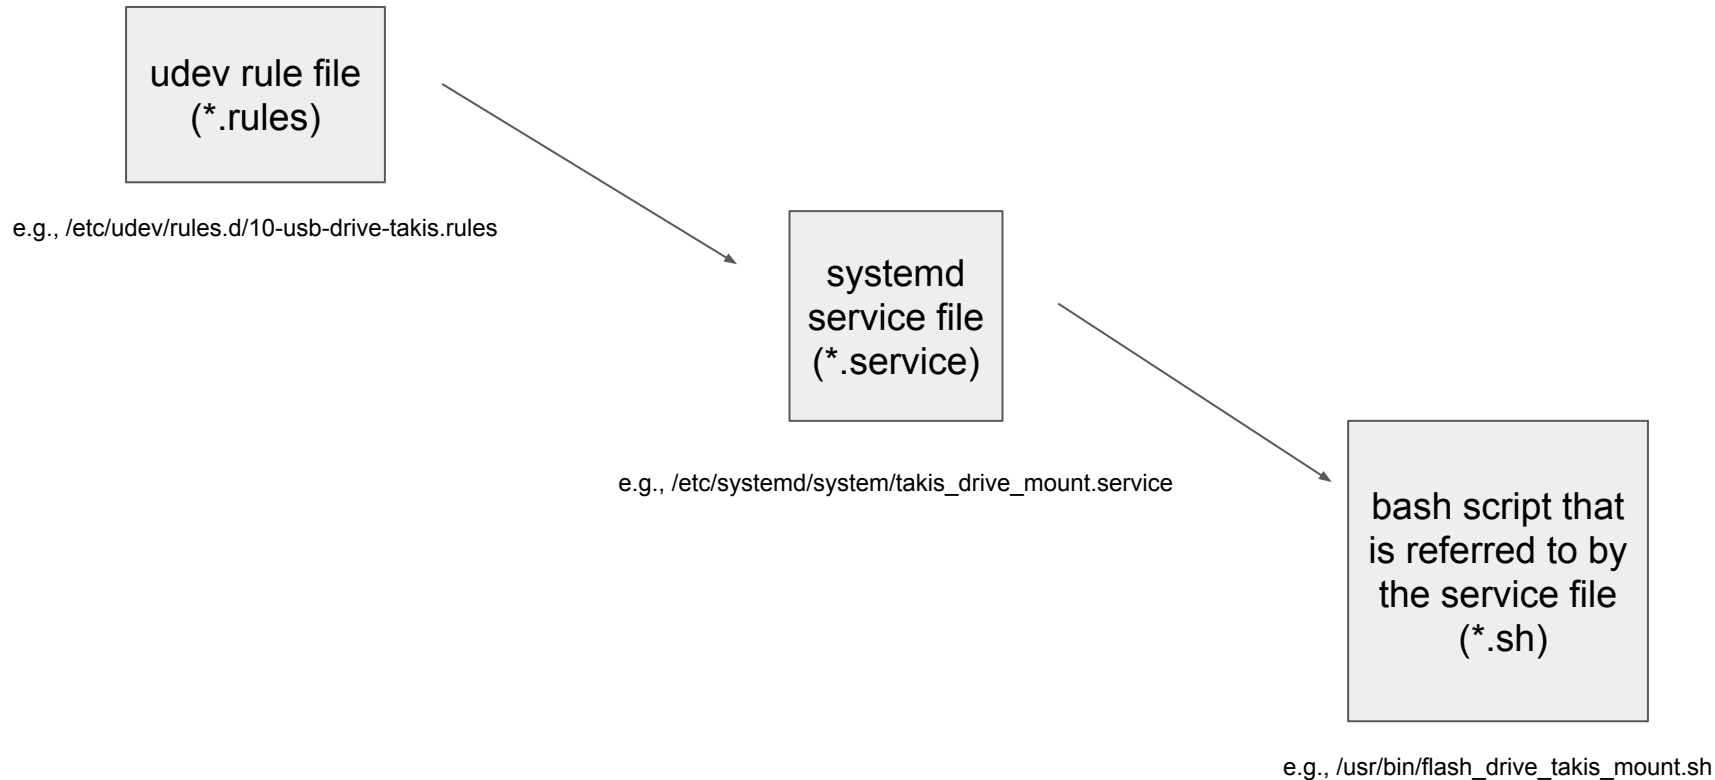 udev rule file
(*.rules)
e.g., /etc/udev/rules.d/10-usb-drive-takis.rules
systemd
service file
(*.service)
e.g., /etc/systemd/system/takis_drive_mount.service
bash script that
is referred to by
the service file
(*.sh)
e.g., /usr/bin/flash_drive_takis_mount.sh